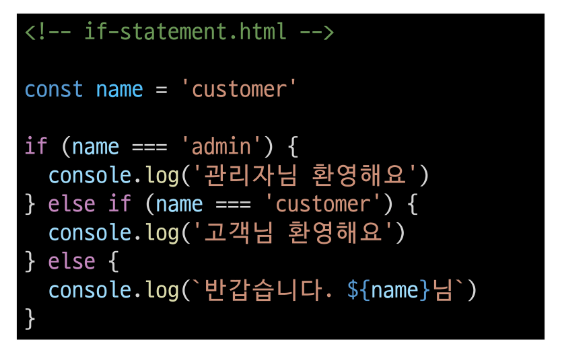 <!-- if-statement.html -->
const name = 'customer'
if (name === 'admin') {
  console.log('관리자님 환영해요')
} else if (name === 'customer') {
  console.log('고객님 환영해요')
} else {
  console.log(`반갑습니다. ${name}님`)
}